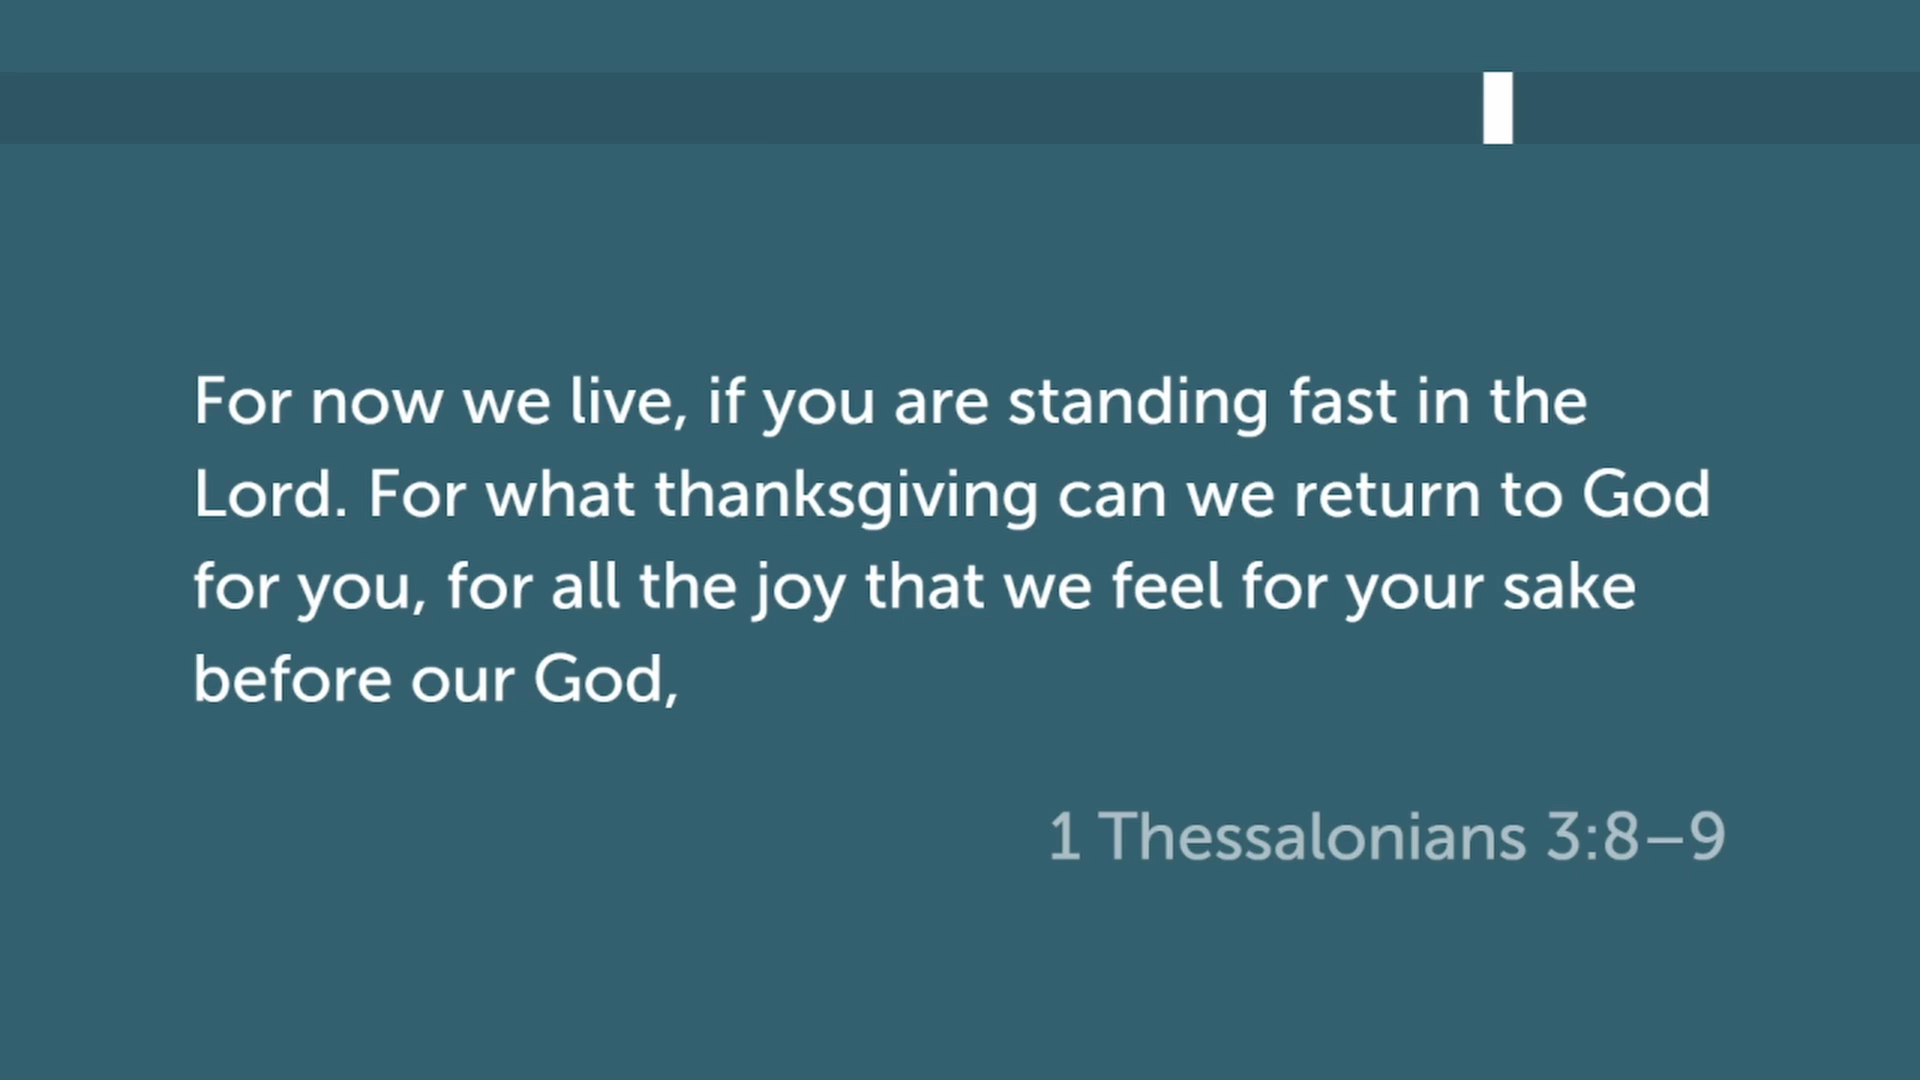 For now we live, if you are standing fast in the
Lord. For what thanksgiving can we return to God
for you, for all the joy that we feel for your sake
before our God,
1 Thessalonians 3:8–9